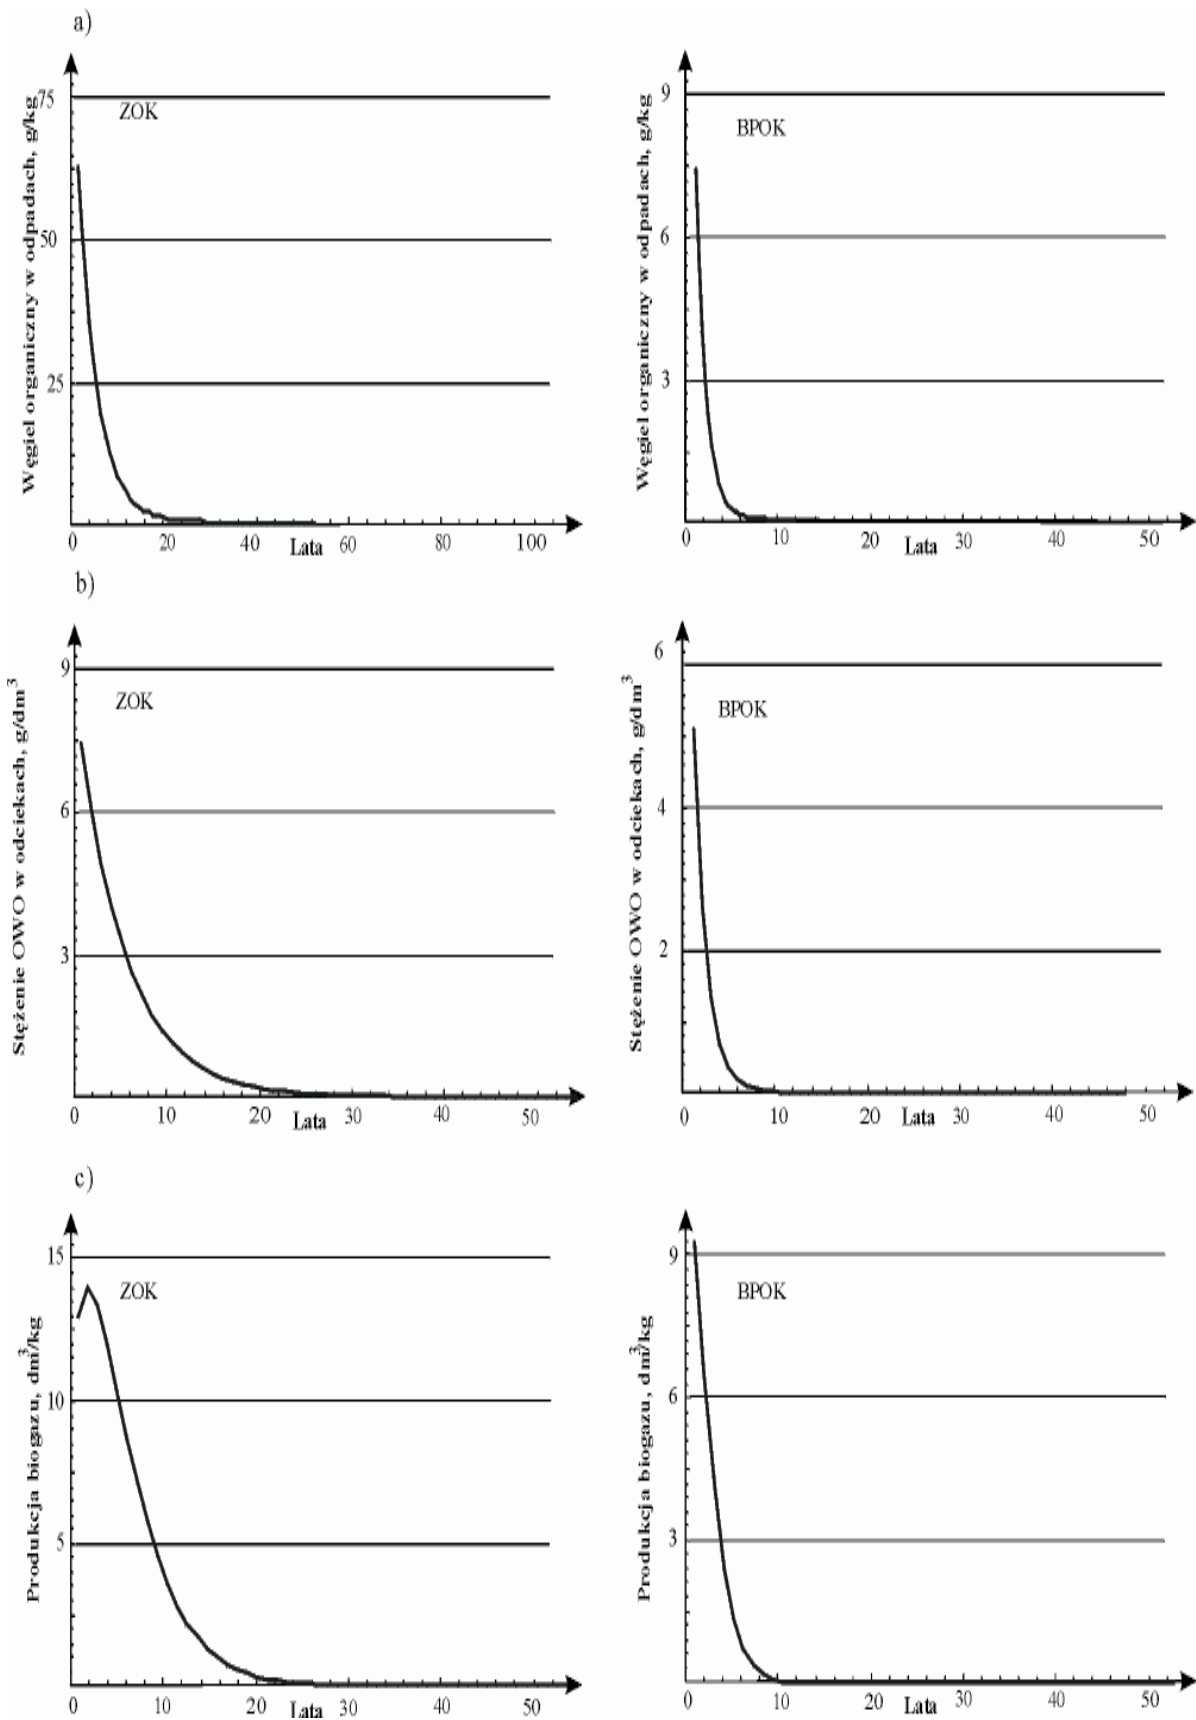 a)
Węgiel organiczny w odpadach, g/kg
75
50
25
ZOK
0 20 40 Lata 60 80 100
Węgiel organiczny w odpadach, g/kg
9
6
3
BPOK
0 10 20 Lata 30 40 50
b)
Stężenie OWO w odciekach, g/dm³
9
6
3
ZOK
0 10 20 Lata 30 40 50
Stężenie OWO w odciekach, g/dm³
6
4
2
BPOK
0 10 20 Lata 30 40 50
c)
Produkcja biogazu, dm³/kg
15
10
5
ZOK
0 10 20 Lata 30 40 50
Produkcja biogazu, dm³/kg
9
6
3
BPOK
0 10 20 Lata 30 40 50